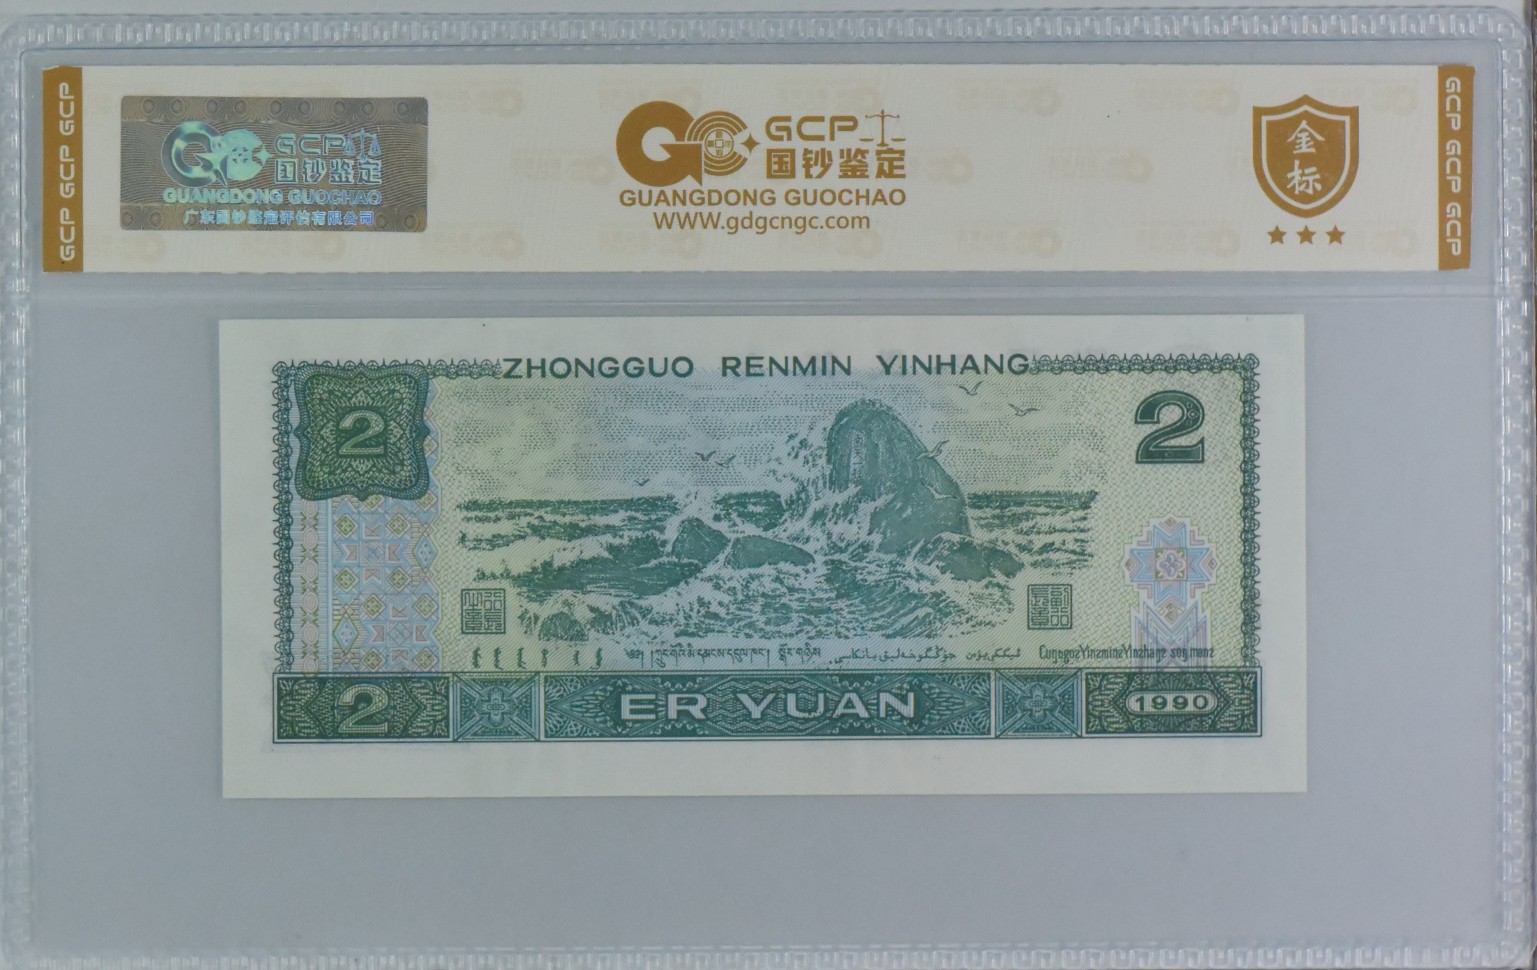 GCP GCP GCP
GCP
国钞鉴定
GUANGDONG GUOCHAO
广东国钞鉴定评估有限公司
GCP
国钞鉴定
GUANGDONG GUOCHAO
WWW.gdgcngc.com
金
标
GCP GCP GCP
ZHONGGUO RENMIN YINHANG
2
2
2
ER YUAN
1990